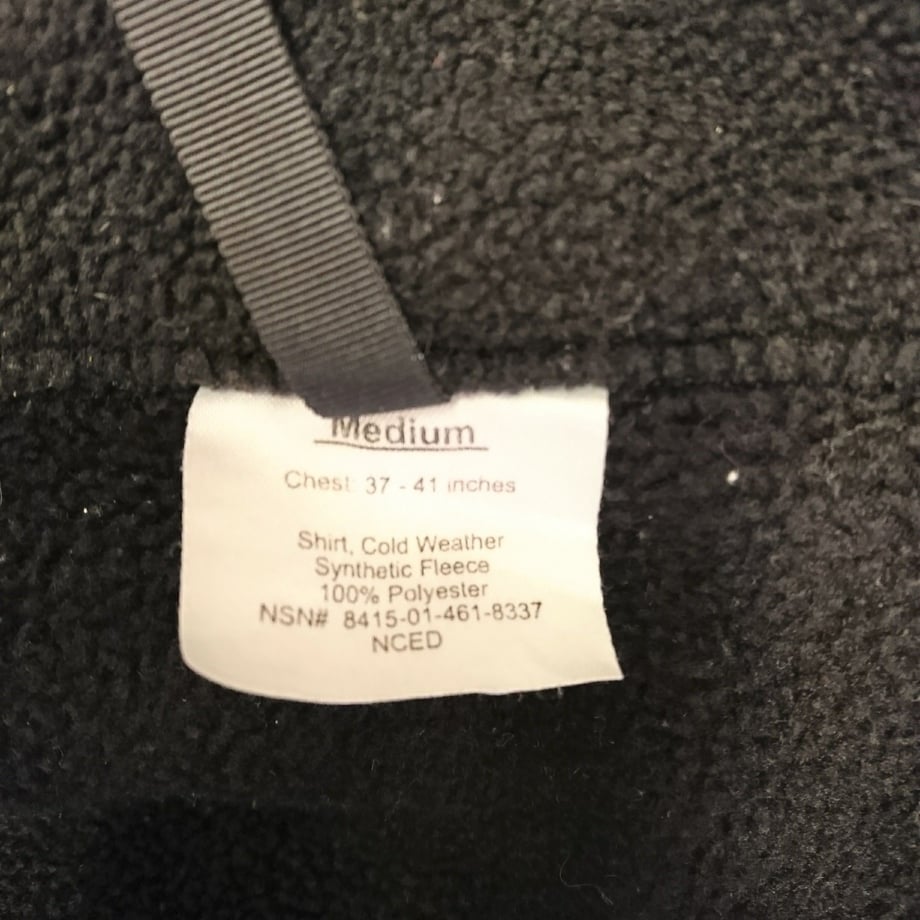 Medium
Chest: 37 - 41 inches
Shirt, Cold Weather
Synthetic Fleece
100% Polyester
NSN# 8415-01-461-8337
NCED